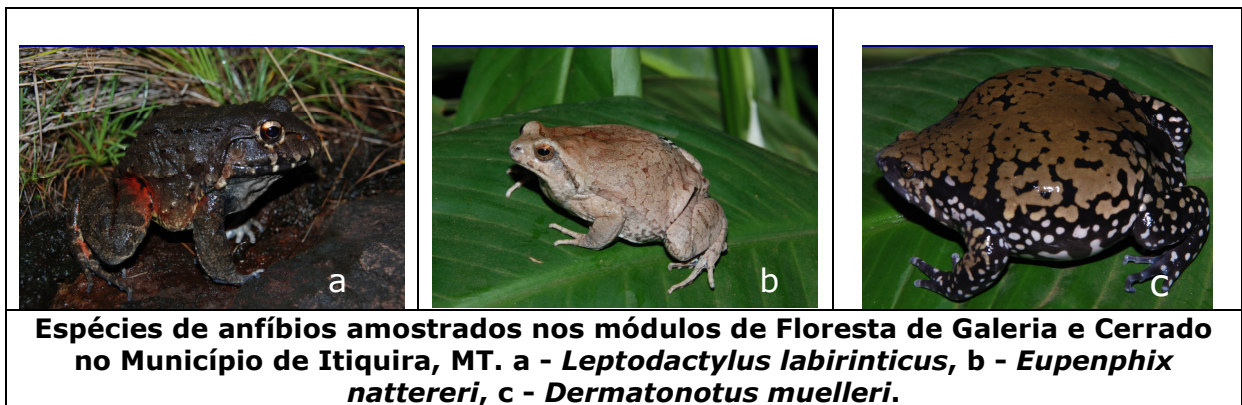 a
b
c
Espécies de anfíbios amostrados nos módulos de Floresta de Galeria e Cerrado
no Município de Itiquira, MT. a - Leptodactylus labirinticus, b - Eupenphix
nattereri, c - Dermatonotus muelleri.